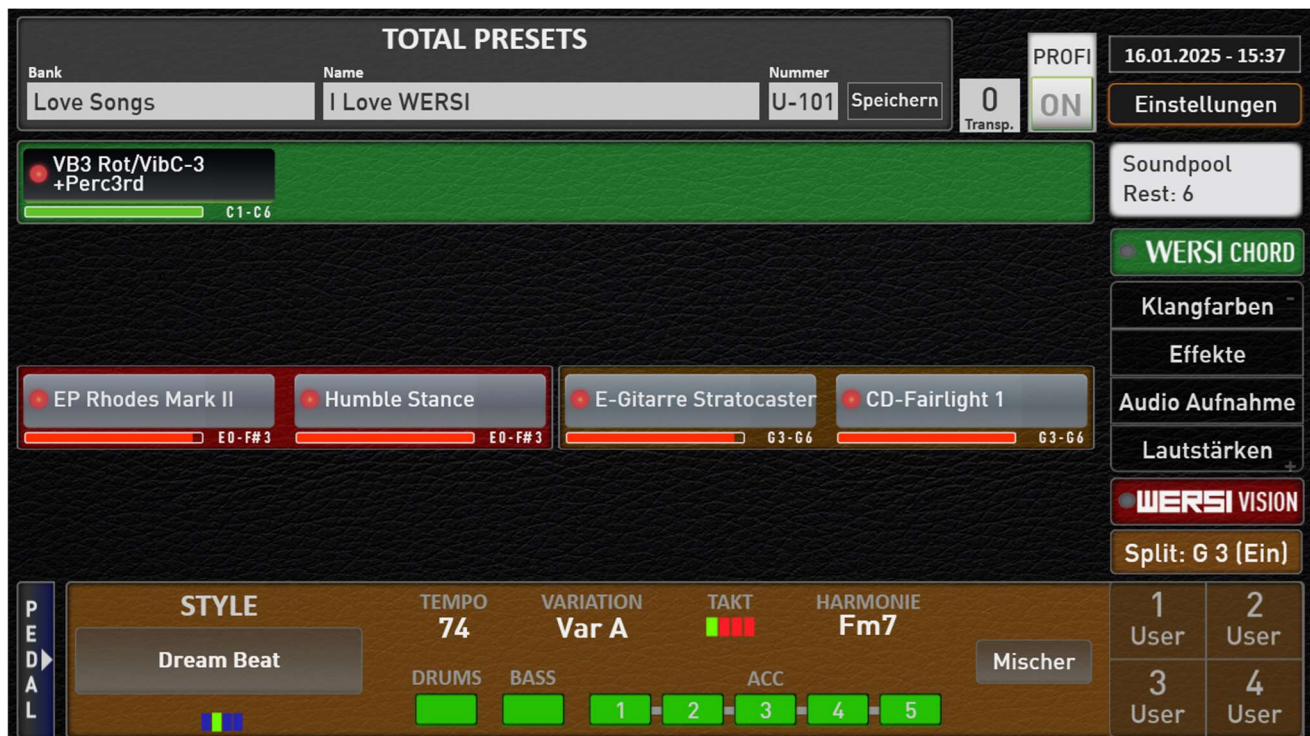 TOTAL PRESETS
Bank
Name
Nummer
Love Songs
I Love WERSI
U-101
Speichern
0
Transp.
PROFI
ON
16.01.2025 - 15:37
Einstellungen
VB3 Rot/VibC-3
+Perc3rd
C1-C6
Soundpool
Rest: 6
WERSI CHORD
Klangfarben -
Effekte
Audio Aufnahme
Lautstärken +
EP Rhodes Mark II
E0-F#3
Humble Stance
E0-F#3
E-Gitarre Stratocaster
G3-G6
CD-Fairlight 1
G3-G6
WERSI VISION
Split: G 3 (Ein)
PEDAL
STYLE
Dream Beat
TEMPO
74
VARIATION
Var A
TAKT
HARMONIE
Fm7
Mischer
DRUMS
BASS
ACC
1 2 3 4 5
1
User
2
User
3
User
4
User